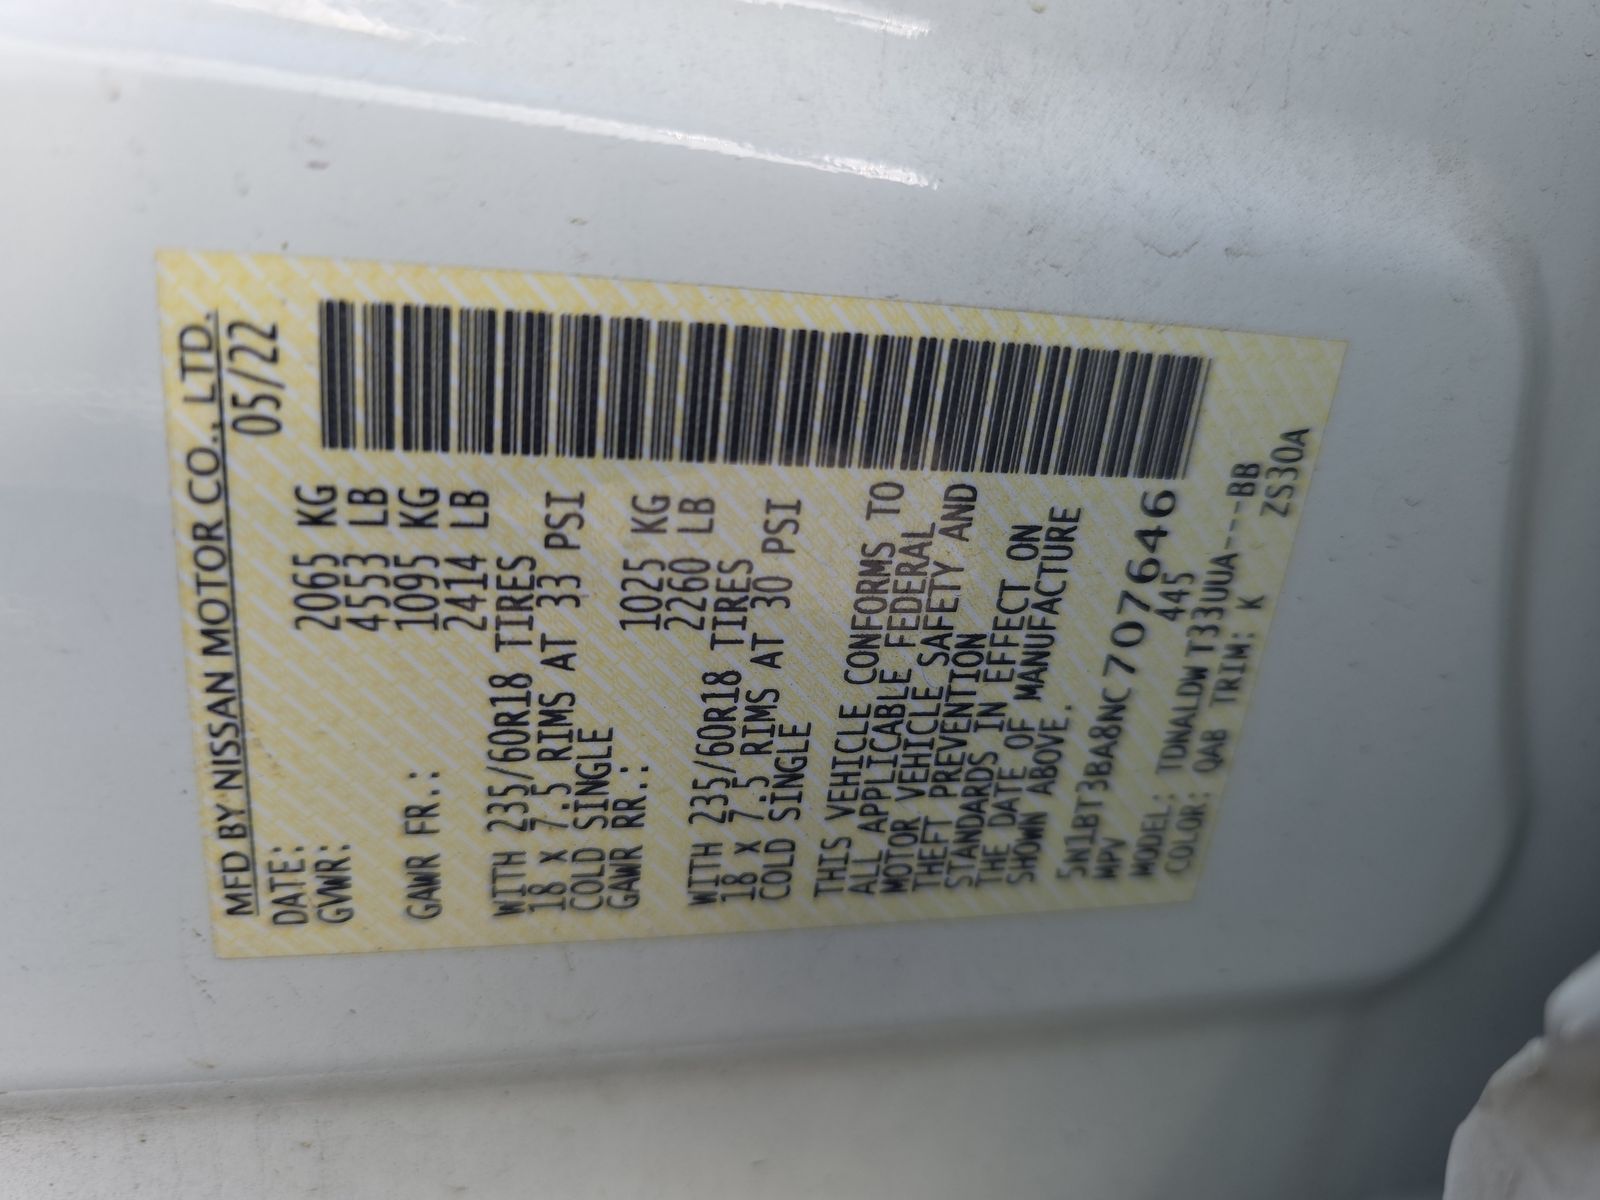 MFD BY NISSAN MOTOR CO., LTD.
DATE: 05/22
GVWR: 2065 KG
4553 LB
GAWR FR.: 1095 KG
2414 LB
WITH 235/60R18 TIRES
18 X 7.5 RIMS AT 33 PSI
COLD SINGLE
GAWR RR.: 1025 KG
2260 LB
WITH 235/60R18 TIRES
18 X 7.5 RIMS AT 30 PSI
COLD SINGLE
THIS VEHICLE CONFORMS TO
ALL APPLICABLE FEDERAL
MOTOR VEHICLE SAFETY AND
THEFT PREVENTION
STANDARDS IN EFFECT ON
THE DATE OF MANUFACTURE
SHOWN ABOVE.
5N1BT3BA8NC707646
MPV 445
MODEL: TDNALDW T33UUA---BB
COLOR: QAB TRIM: K ZS30A